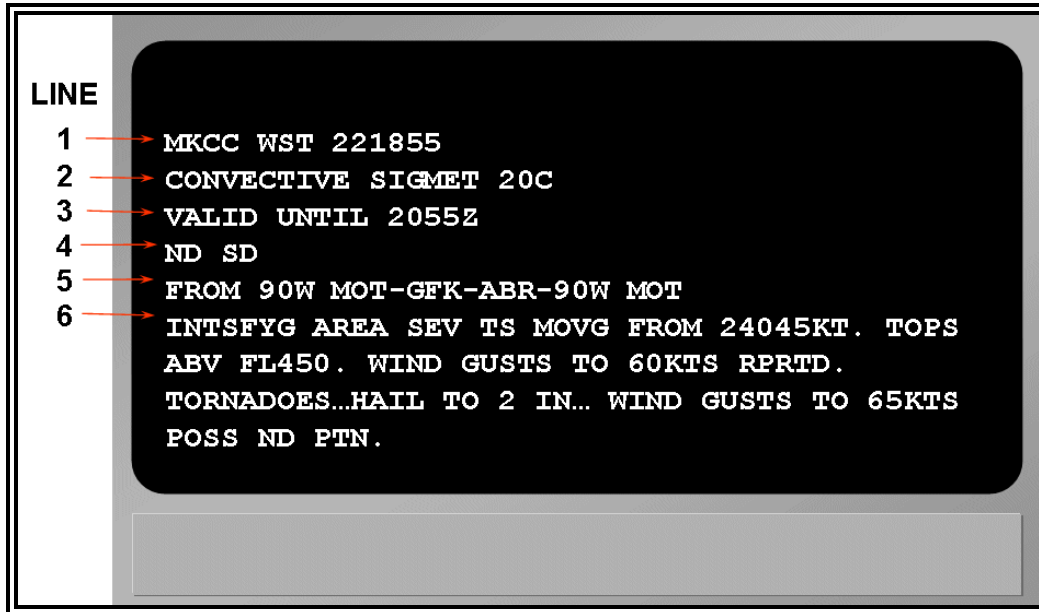 LINE
1 MKCC WST 221855
2 CONVECTIVE SIGMET 20C
3 VALID UNTIL 2055Z
4 ND SD
5 FROM 90W MOT-GFK-ABR-90W MOT
6 INTSFYG AREA SEV TS MOVG FROM 24045KT. TOPS
ABV FL450. WIND GUSTS TO 60KTS RPRTD.
TORNADOES…HAIL TO 2 IN… WIND GUSTS TO 65KTS
POSS ND PTN.